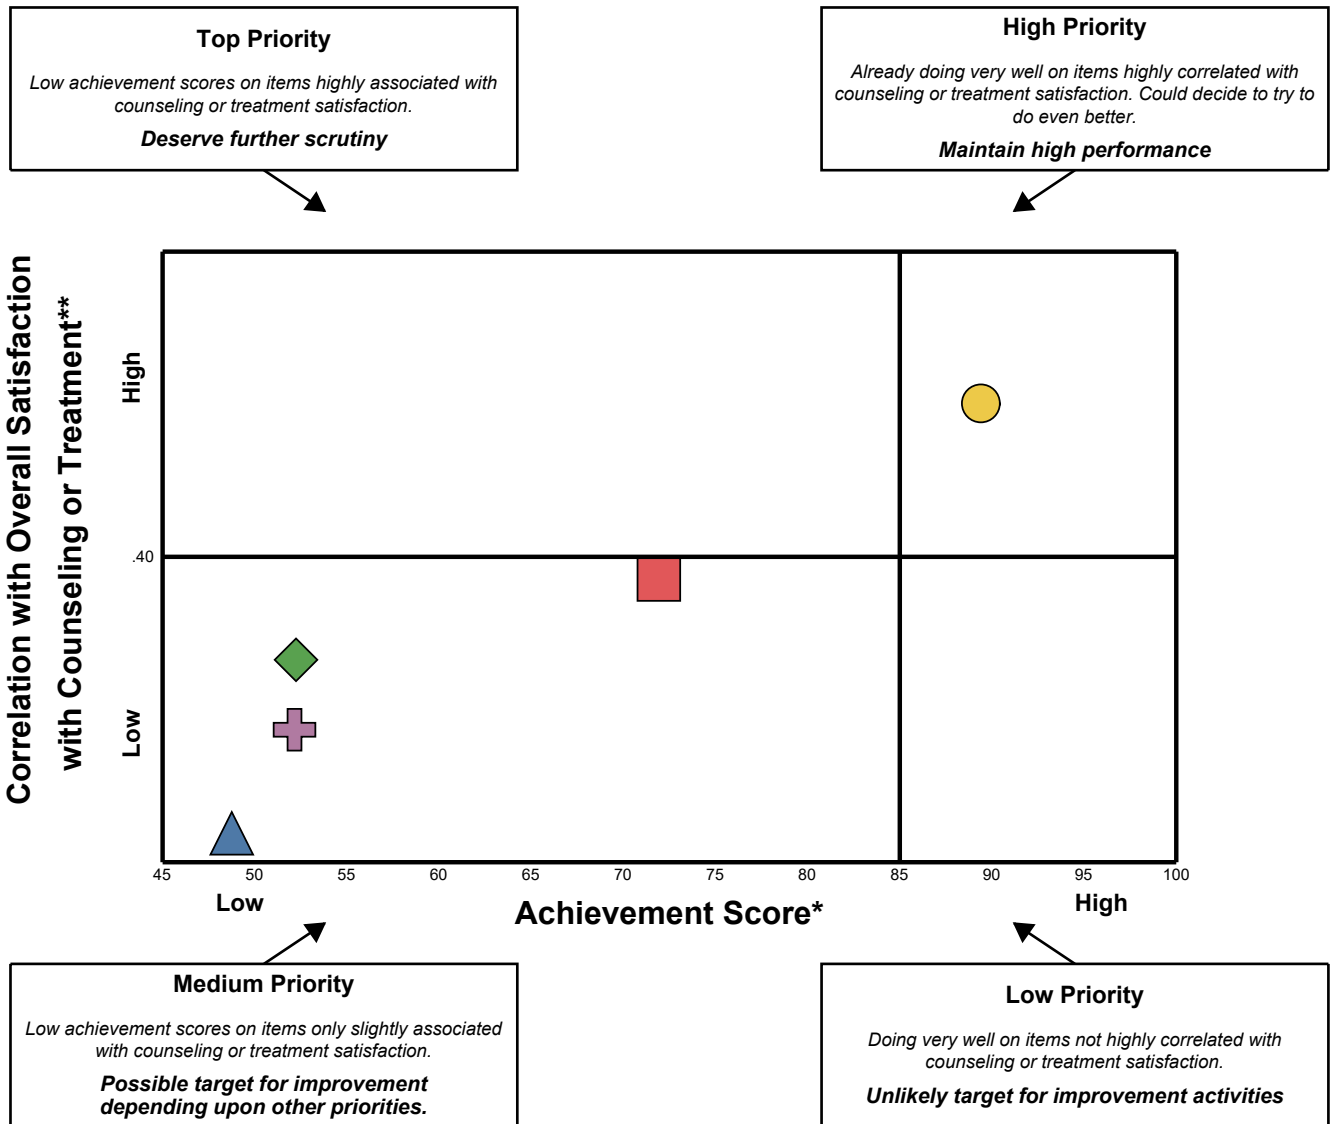 Top Priority
Low achievement scores on items highly associated with
counseling or treatment satisfaction.
Deserve further scrutiny
High Priority
Already doing very well on items highly correlated with
counseling or treatment satisfaction. Could decide to try to
do even better.
Maintain high performance
Correlation with Overall Satisfaction
with Counseling or Treatment**
High
.40
Low
45 50 55 60 65 70 75 80 85 90 95 100
Low
Achievement Score*
High
Medium Priority
Low achievement scores on items only slightly associated
with counseling or treatment satisfaction.
Possible target for improvement
depending upon other priorities.
Low Priority
Doing very well on items not highly correlated with
counseling or treatment satisfaction.
Unlikely target for improvement activities